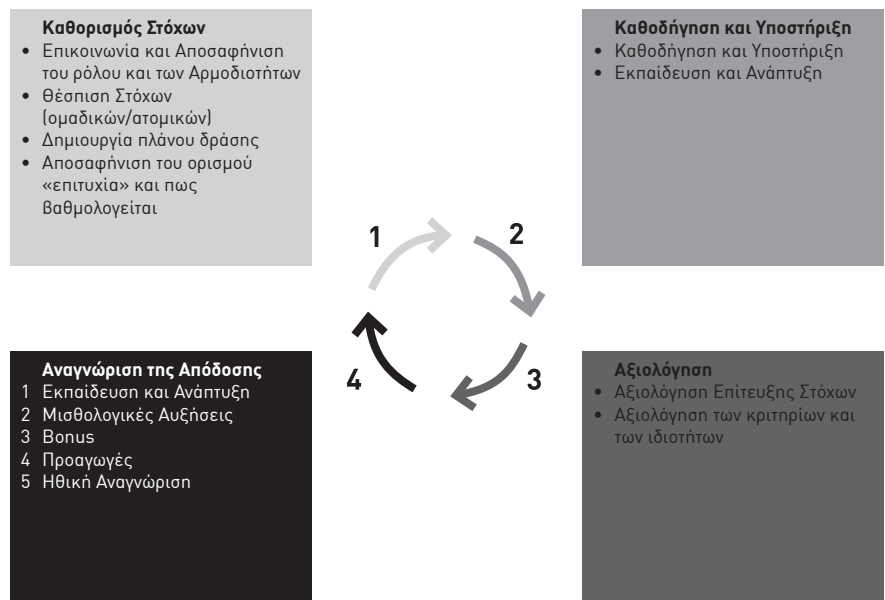 Καθορισμός Στόχων
• Επικοινωνία και Αποσαφήνιση
του ρόλου και των Αρμοδιοτήτων
• Θέσπιση Στόχων
(ομαδικών/ατομικών)
• Δημιουργία πλάνου δράσης
• Αποσαφήνιση του ορισμού
«επιτυχία» και πως
βαθμολογείται
Καθοδήγηση και Υποστήριξη
• Καθοδήγηση και Υποστήριξη
• Εκπαίδευση και Ανάπτυξη
1
2
4
3
Αναγνώριση της Απόδοσης
1 Εκπαίδευση και Ανάπτυξη
2 Μισθολογικές Αυξήσεις
3 Bonus
4 Προαγωγές
5 Ηθική Αναγνώριση
Αξιολόγηση
• Αξιολόγηση Επίτευξης Στόχων
• Αξιολόγηση των κριτηρίων και
των ιδιοτήτων